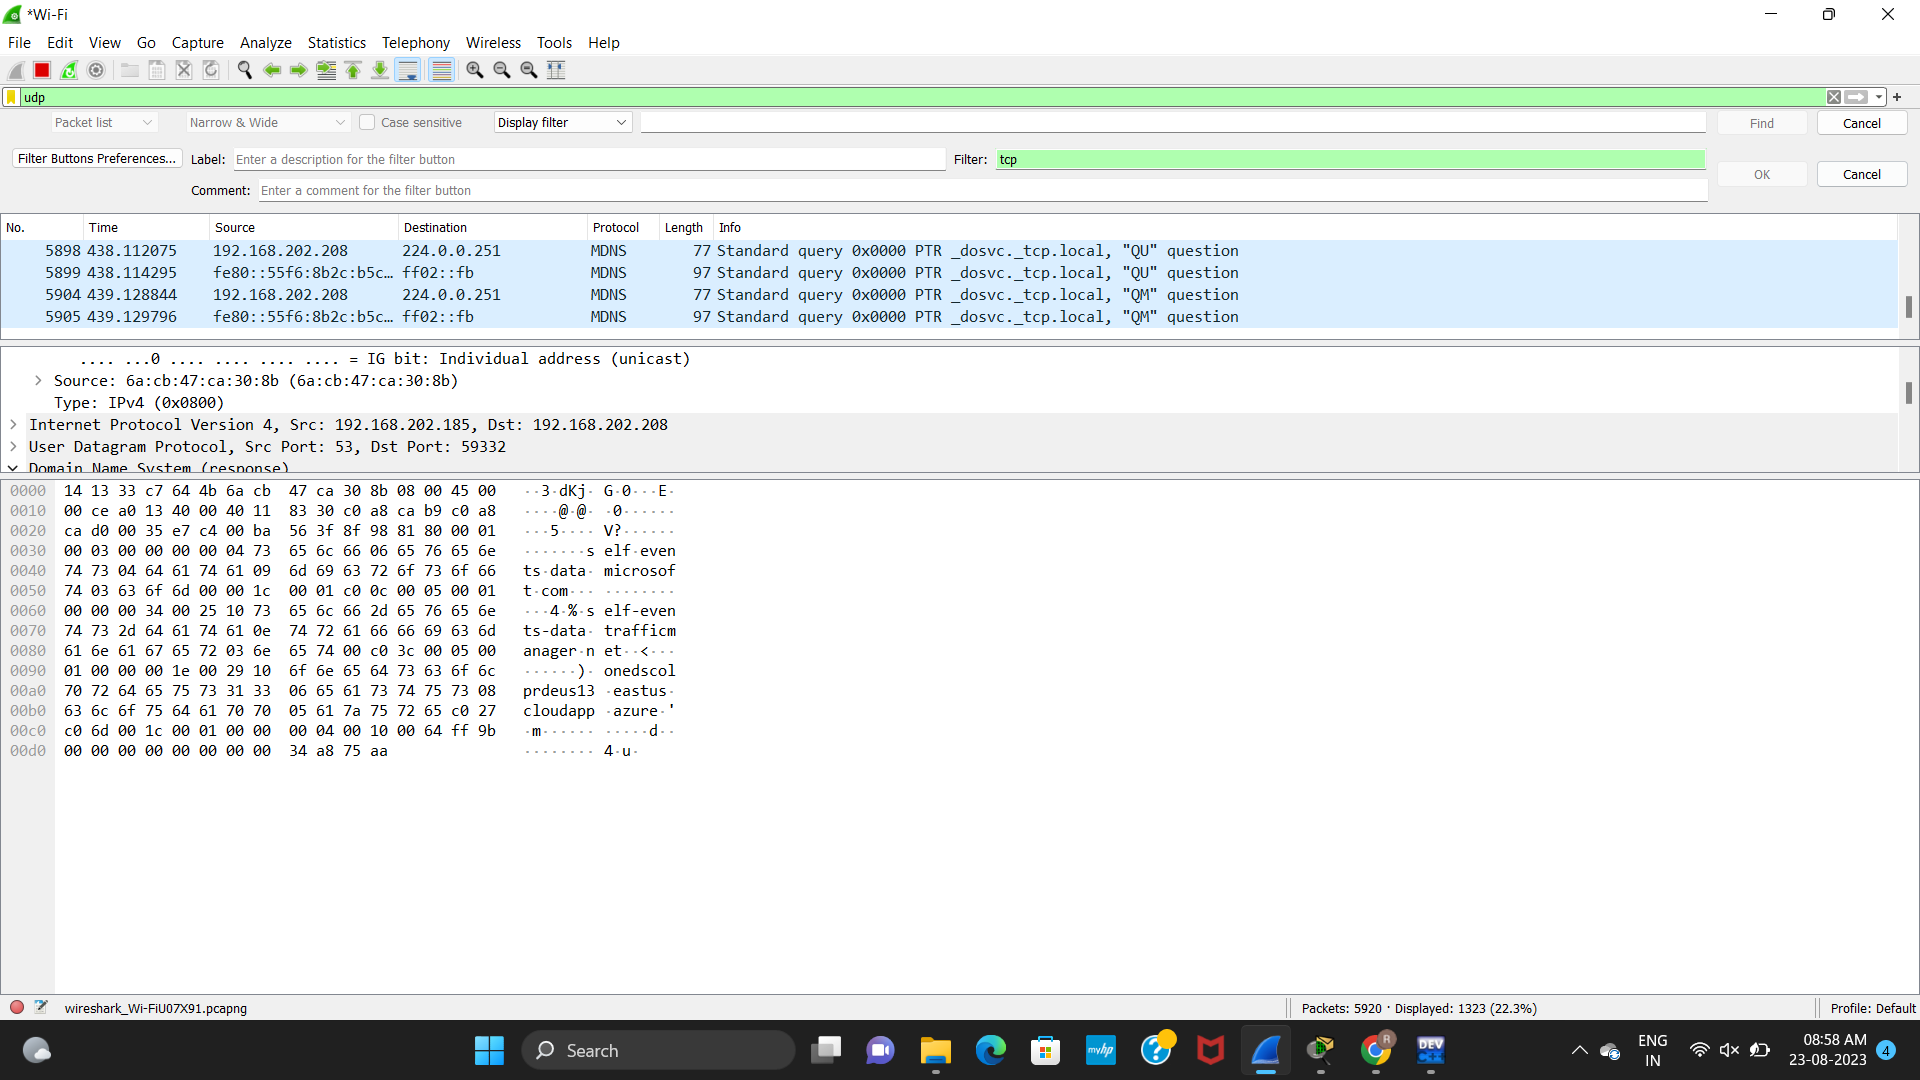 *Wi-Fi
File Edit View Go Capture Analyze Statistics Telephony Wireless Tools Help
udp
Packet list Narrow & Wide Case sensitive Display filter Find Cancel
Filter Buttons Preferences... Label: Enter a description for the filter button Filter: tcp OK Cancel
Comment: Enter a comment for the filter button
No. Time Source Destination Protocol Length Info
5898 438.112075 192.168.202.208 224.0.0.251 MDNS 77 Standard query 0x0000 PTR _dosvc._tcp.local, "QU" question
5899 438.114295 fe80::55f6:8b2c:b5c… ff02::fb MDNS 97 Standard query 0x0000 PTR _dosvc._tcp.local, "QU" question
5904 439.128844 192.168.202.208 224.0.0.251 MDNS 77 Standard query 0x0000 PTR _dosvc._tcp.local, "QM" question
5905 439.129796 fe80::55f6:8b2c:b5c… ff02::fb MDNS 97 Standard query 0x0000 PTR _dosvc._tcp.local, "QM" question
.... ...0 .... .... .... .... = IG bit: Individual address (unicast)
Source: 6a:cb:47:ca:30:8b (6a:cb:47:ca:30:8b)
Type: IPv4 (0x0800)
Internet Protocol Version 4, Src: 192.168.202.185, Dst: 192.168.202.208
User Datagram Protocol, Src Port: 53, Dst Port: 59332
Domain Name System (response)
0000 14 13 33 c7 64 4b 6a cb 47 ca 30 8b 08 00 45 00 ··3·dKj· G·0···E·
0010 00 ce a0 13 40 00 40 11 83 30 c0 a8 ca b9 c0 a8 ····@·@· ·0······
0020 ca d0 00 35 e7 c4 00 ba 56 3f 8f 98 81 80 00 01 ···5···· V?······
0030 00 03 00 00 00 00 04 73 65 6c 66 06 65 76 65 6e ·······s elf·even
0040 74 73 04 64 61 74 61 09 6d 69 63 72 6f 73 6f 66 ts·data· microsof
0050 74 03 63 6f 6d 00 00 1c 00 01 c0 0c 00 05 00 01 t·com··· ········
0060 00 00 00 34 00 25 10 73 65 6c 66 2d 65 76 65 6e ···4·%·s elf-even
0070 74 73 2d 64 61 74 61 0e 74 72 61 66 66 69 63 6d ts-data· trafficm
0080 61 6e 61 67 65 72 03 6e 65 74 00 c0 3c 00 05 00 anager·n et··<···
0090 01 00 00 00 1e 00 29 10 6f 6e 65 64 73 63 6f 6c ······)· onedscol
00a0 70 72 64 65 75 73 31 33 06 65 61 73 74 75 73 08 prdeus13 ·eastus·
00b0 63 6c 6f 75 64 61 70 70 05 61 7a 75 72 65 c0 27 cloudapp ·azure·'
00c0 c0 6d 00 1c 00 01 00 00 00 04 00 10 00 64 ff 9b ·m······ ·····d··
00d0 00 00 00 00 00 00 00 00 34 a8 75 aa ········ 4·u·
wireshark_Wi-FiU07X91.pcapng Packets: 5920 · Displayed: 1323 (22.3%) Profile: Default
Search myhp R DEV C++ ENG IN 08:58 AM 23-08-2023 4